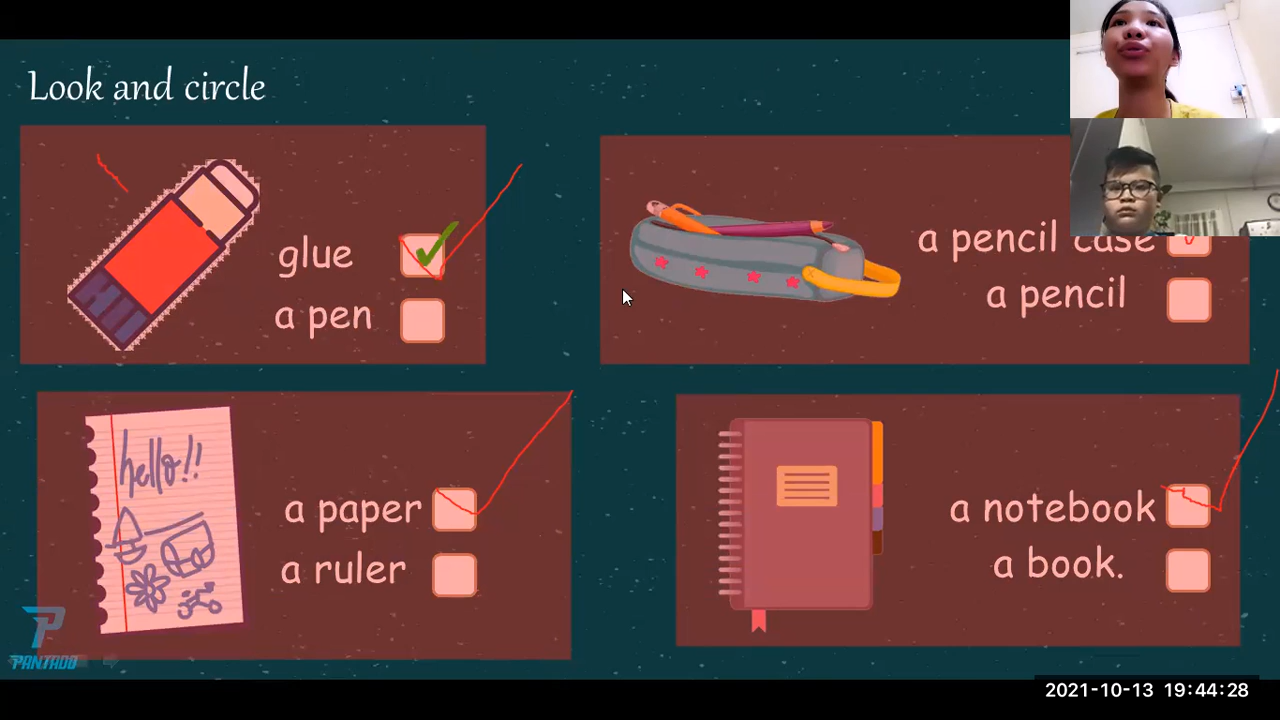 Look and circle
glue
a pen
a pencil case
a pencil
hello!!
a paper
a ruler
a notebook
a book.
PANTADO
2021-10-13 19:44:28